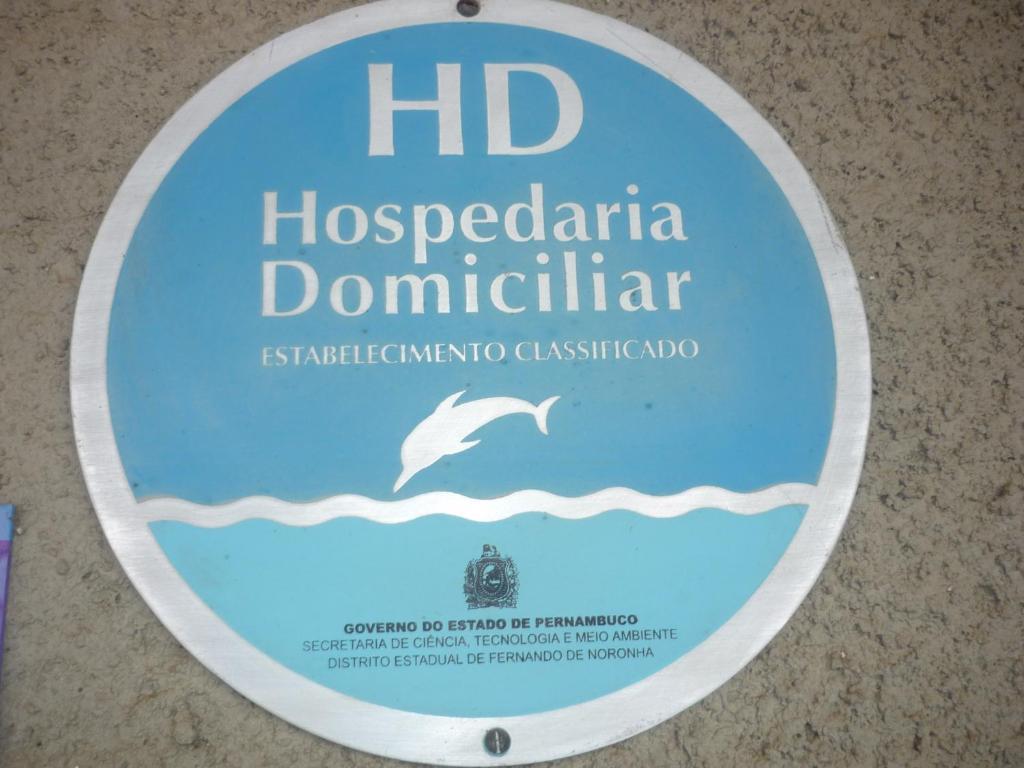 HD
Hospedaria
Domiciliar
ESTABELECIMENTO CLASSIFICADO
GOVERNO DO ESTADO DE PERNAMBUCO
SECRETARIA DE CIÊNCIA, TECNOLOGIA E MEIO AMBIENTE
DISTRITO ESTADUAL DE FERNANDO DE NORONHA